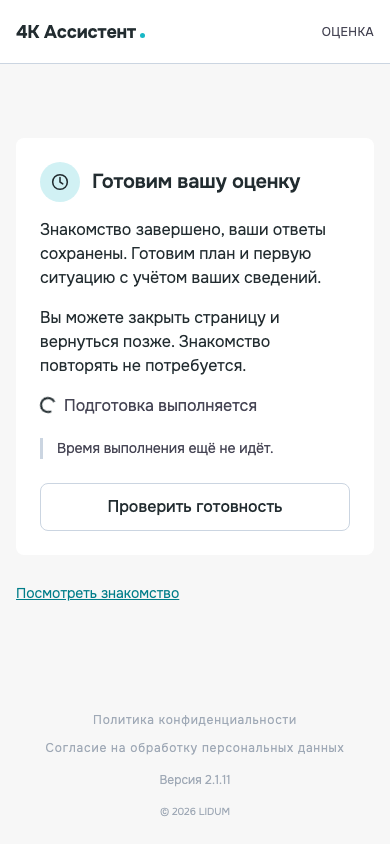 4K Ассистент
ОЦЕНКА
Готовим вашу оценку
Знакомство завершено, ваши ответы
сохранены. Готовим план и первую
ситуацию с учётом ваших сведений.
Вы можете закрыть страницу и
вернуться позже. Знакомство
повторять не потребуется.
Подготовка выполняется
Время выполнения ещё не идёт.
Проверить готовность
Посмотреть знакомство
Политика конфиденциальности
Согласие на обработку персональных данных
Версия 2.1.11
© 2026 LIDUM